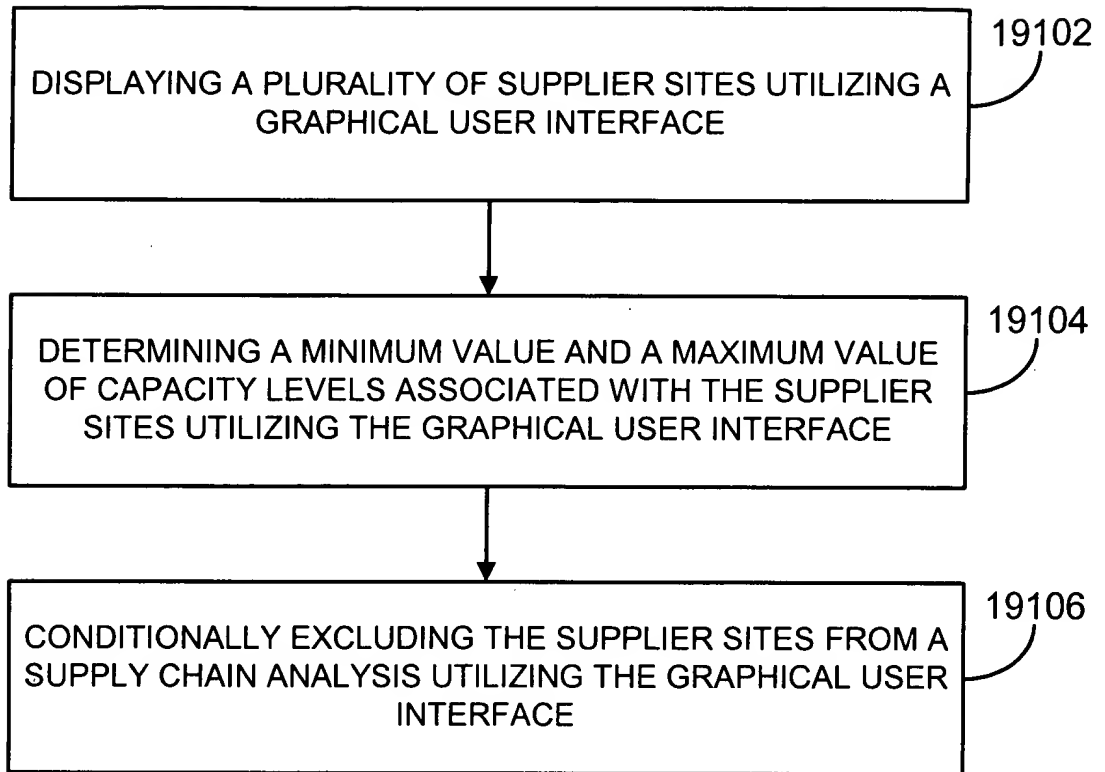 19102
DISPLAYING A PLURALITY OF SUPPLIER SITES UTILIZING A
GRAPHICAL USER INTERFACE
19104
DETERMINING A MINIMUM VALUE AND A MAXIMUM VALUE
OF CAPACITY LEVELS ASSOCIATED WITH THE SUPPLIER
SITES UTILIZING THE GRAPHICAL USER INTERFACE
19106
CONDITIONALLY EXCLUDING THE SUPPLIER SITES FROM A
SUPPLY CHAIN ANALYSIS UTILIZING THE GRAPHICAL USER
INTERFACE